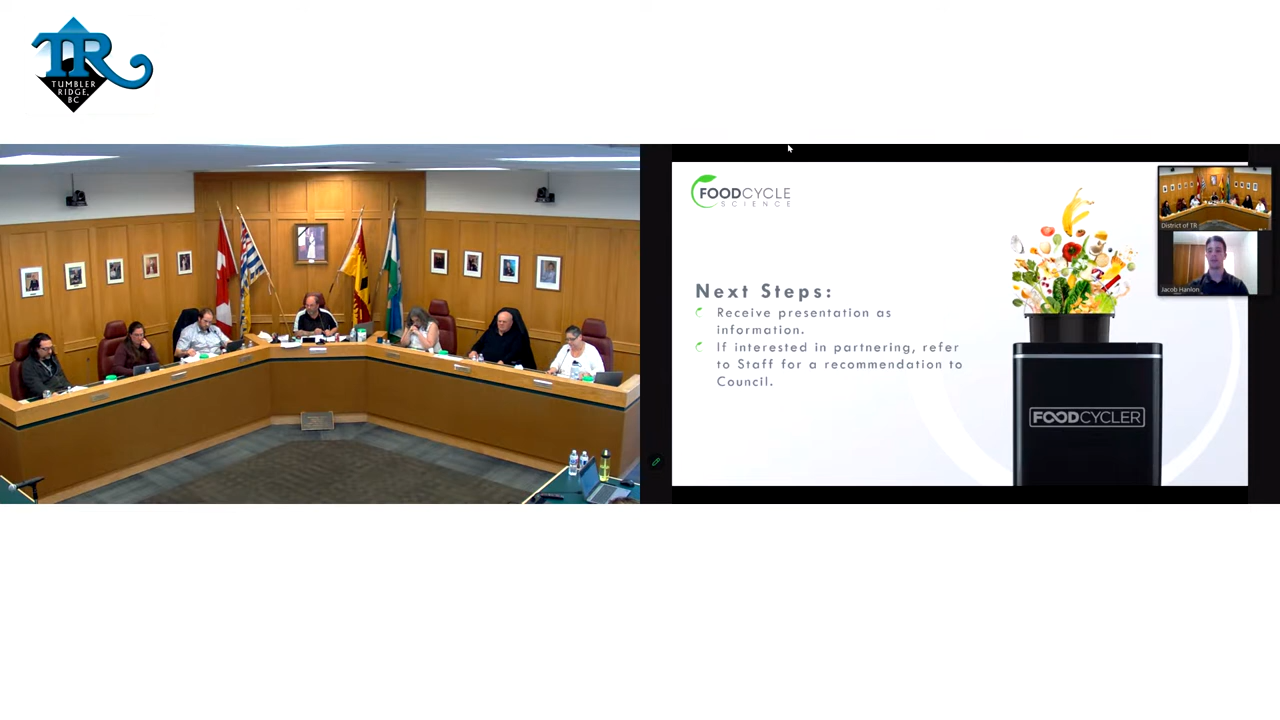 TR
TUMBLER
RIDGE,
BC
FOODCYCLE
SCIENCE
District of TR
Jacob Hanlon
Next Steps:
Receive presentation as
information.
If interested in partnering, refer
to Staff for a recommendation to
Council.
FOODCYCLER